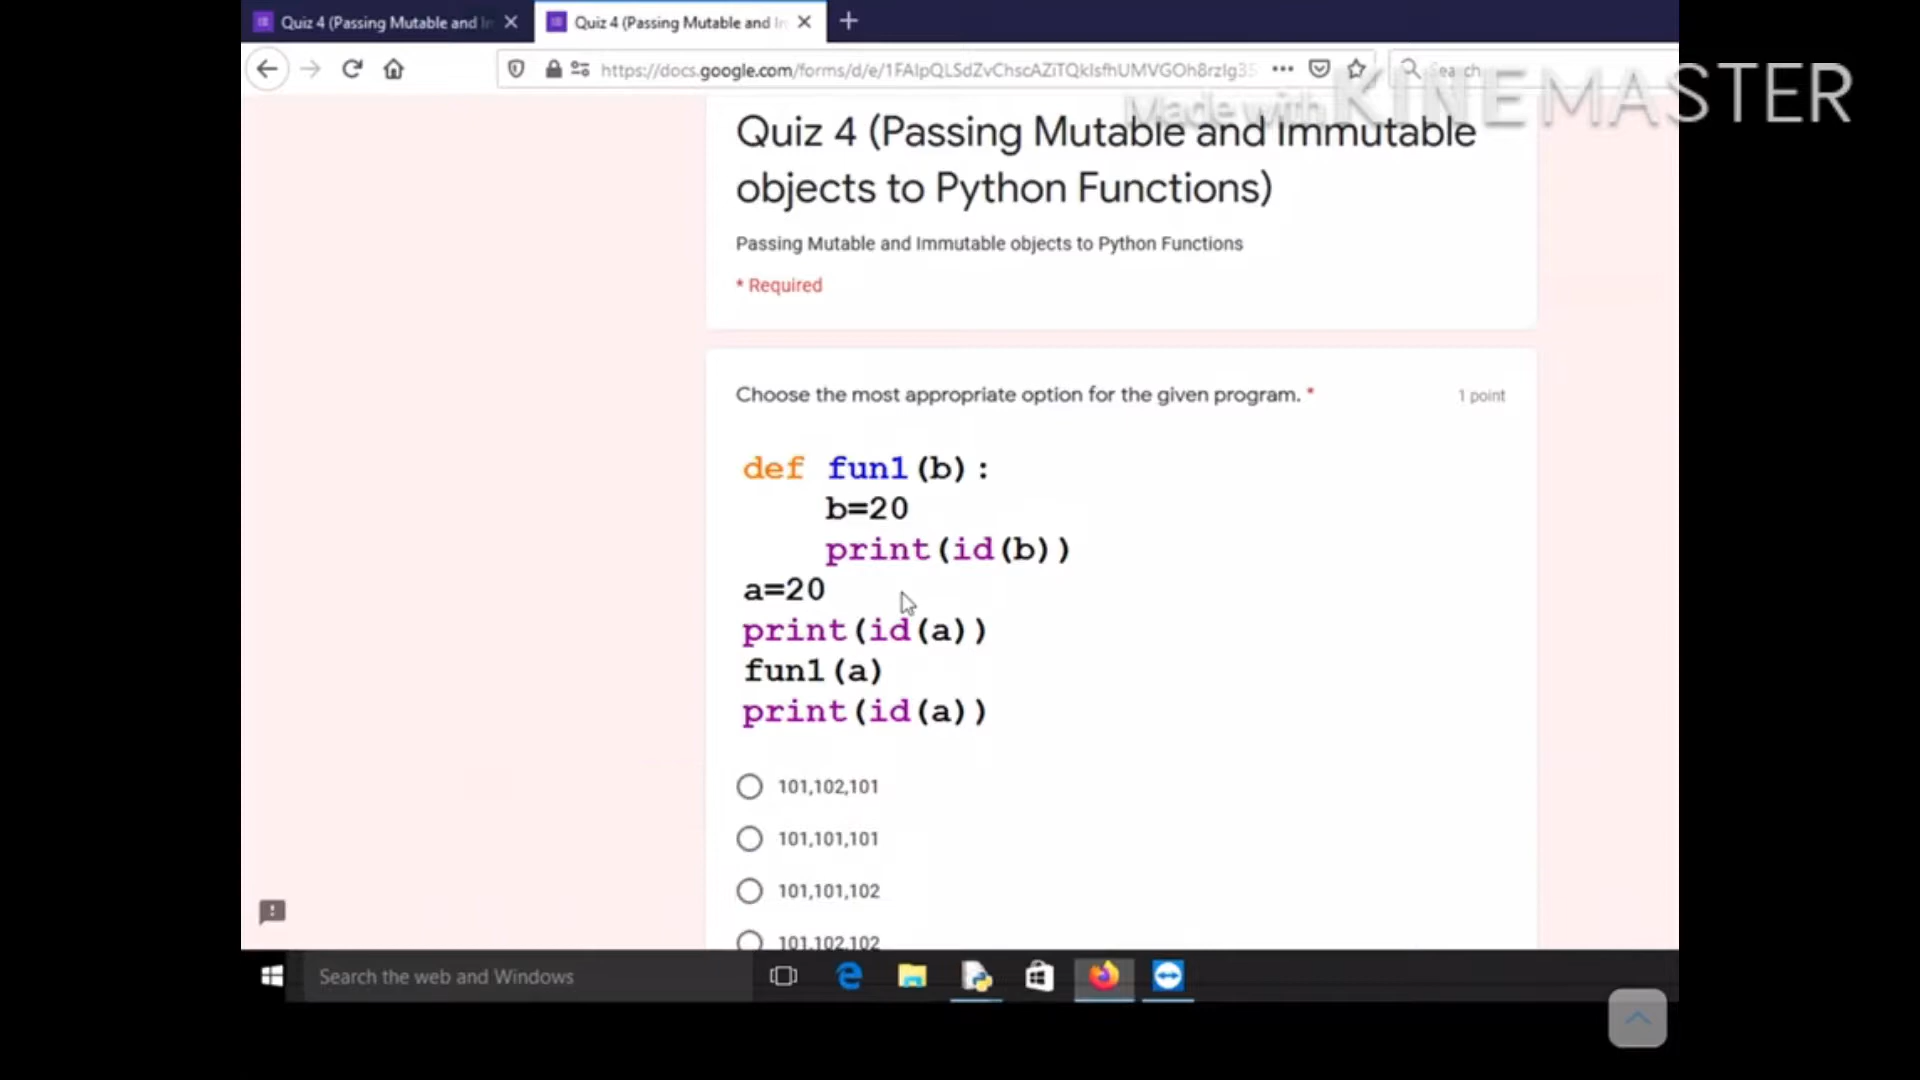 Quiz 4 (Passing Mutable and In
Quiz 4 (Passing Mutable and In
https://docs.google.com/forms/d/e/1FAIpQLSdZvChscAZiTQkIsfhUMVGOh8rzIg35
Search
Made with KINEMASTER
Quiz 4 (Passing Mutable and Immutable
objects to Python Functions)
Passing Mutable and Immutable objects to Python Functions
* Required
Choose the most appropriate option for the given program. *
1 point
def fun1(b):
b=20
print(id(b))
a=20
print(id(a))
fun1(a)
print(id(a))
101,102,101
101,101,101
101,101,102
101,102,102
Search the web and Windows